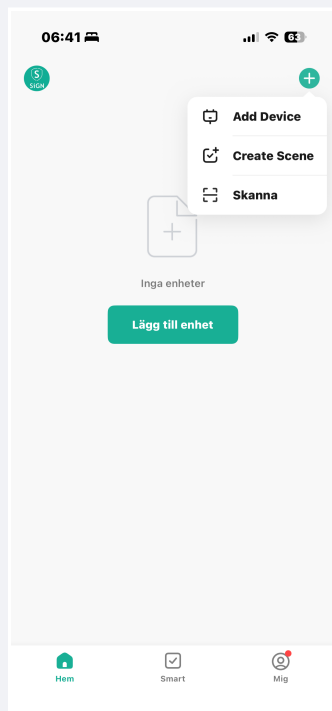 06:41
63
S
SIGN
Add Device
Create Scene
Skanna
Inga enheter
Lägg till enhet
Hem
Smart
Mig